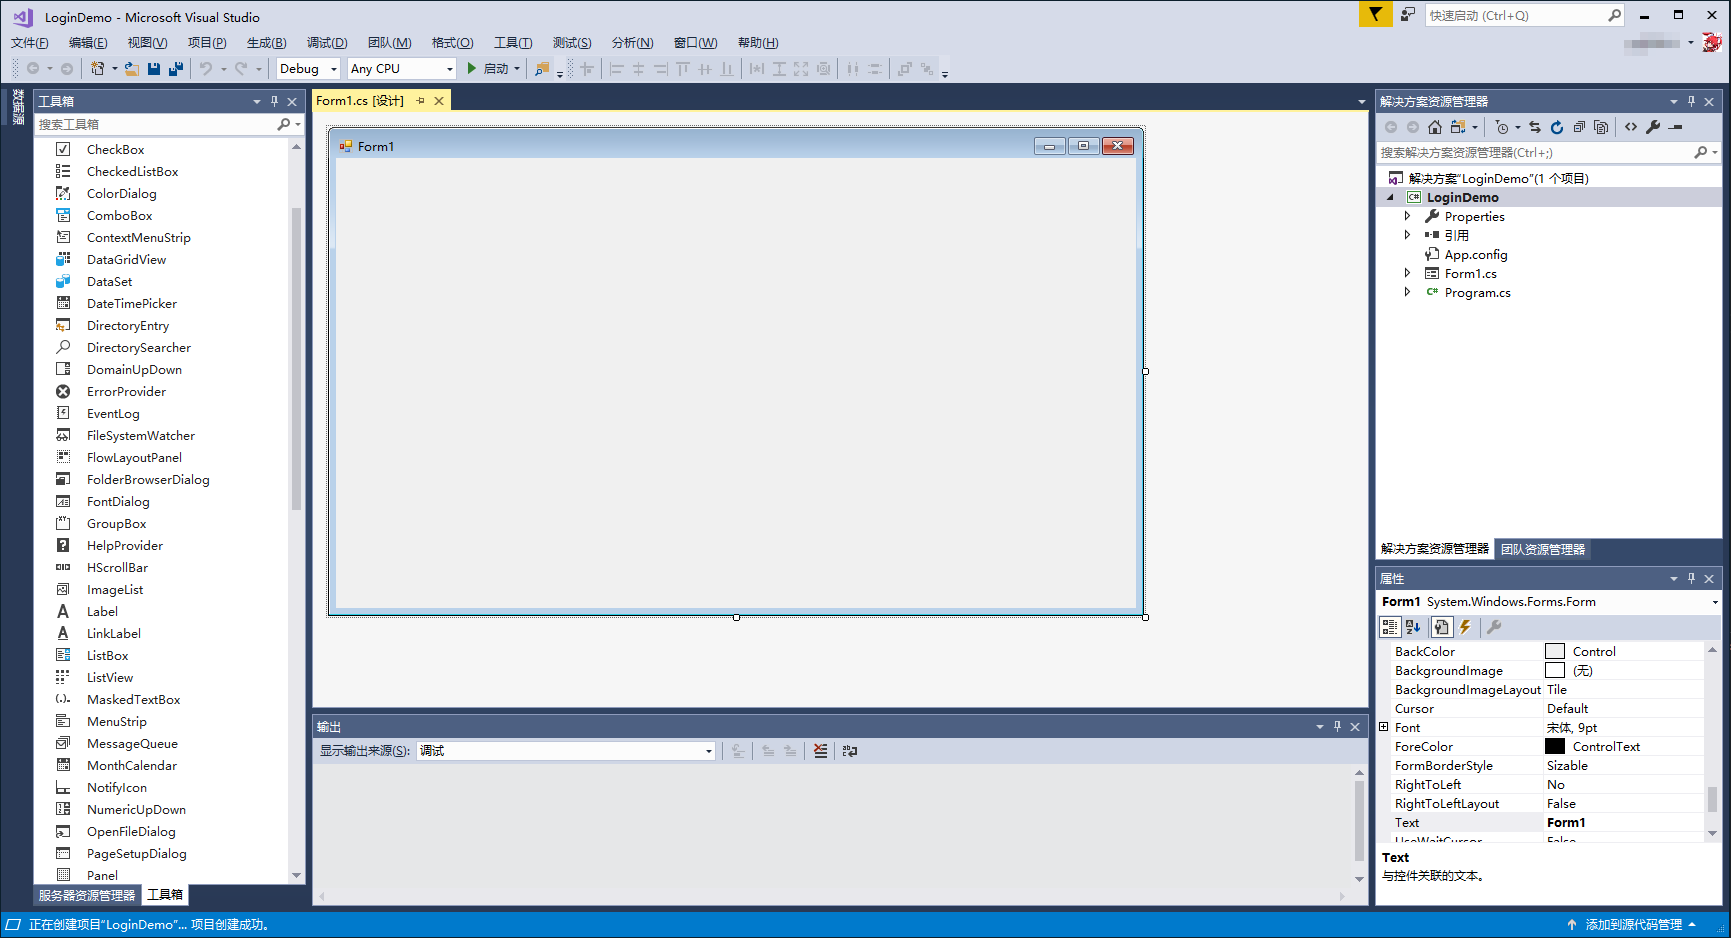 LoginDemo - Microsoft Visual Studio
快速启动 (Ctrl+Q)
文件(F) 编辑(E) 视图(V) 项目(P) 生成(B) 调试(D) 团队(M) 格式(O) 工具(T) 测试(S) 分析(N) 窗口(W) 帮助(H)
Debug Any CPU 启动
数据源
工具箱
搜索工具箱
CheckBox
CheckedListBox
ColorDialog
ComboBox
ContextMenuStrip
DataGridView
DataSet
DateTimePicker
DirectoryEntry
DirectorySearcher
DomainUpDown
ErrorProvider
EventLog
FileSystemWatcher
FlowLayoutPanel
FolderBrowserDialog
FontDialog
GroupBox
HelpProvider
HScrollBar
ImageList
Label
LinkLabel
ListBox
ListView
MaskedTextBox
MenuStrip
MessageQueue
MonthCalendar
NotifyIcon
NumericUpDown
OpenFileDialog
PageSetupDialog
Panel
服务器资源管理器 工具箱
Form1.cs [设计]
Form1
输出
显示输出来源(S): 调试
解决方案资源管理器
搜索解决方案资源管理器(Ctrl+;)
解决方案"LoginDemo"(1 个项目)
LoginDemo
Properties
引用
App.config
Form1.cs
Program.cs
解决方案资源管理器 团队资源管理器
属性
Form1 System.Windows.Forms.Form
BackColor Control
BackgroundImage (无)
BackgroundImageLayout Tile
Cursor Default
Font 宋体, 9pt
ForeColor ControlText
FormBorderStyle Sizable
RightToLeft No
RightToLeftLayout False
Text Form1
UseWaitCursor False
Text
与控件关联的文本。
正在创建项目"LoginDemo"... 项目创建成功。
添加到源代码管理